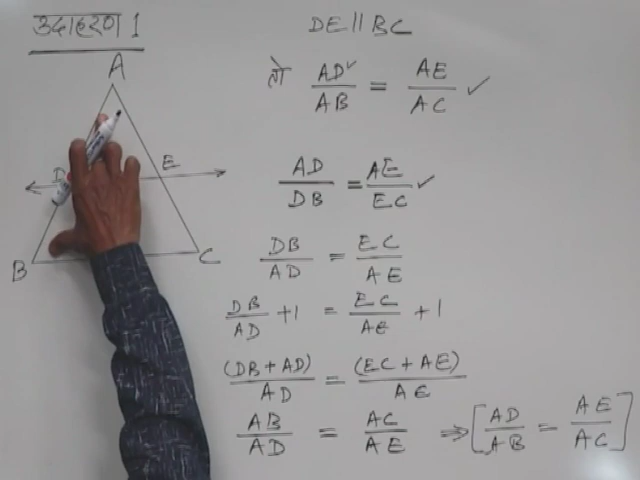 उदाहरण 1
DE || BC
तो AD/AB = AE/AC ✓
AD/DB = AE/EC ✓
DB/AD = EC/AE
DB/AD + 1 = EC/AE + 1
(DB + AD)/AD = (EC + AE)/AE
AB/AD = AC/AE ⇒ [AD/AB = AE/AC]
A
D E
B C